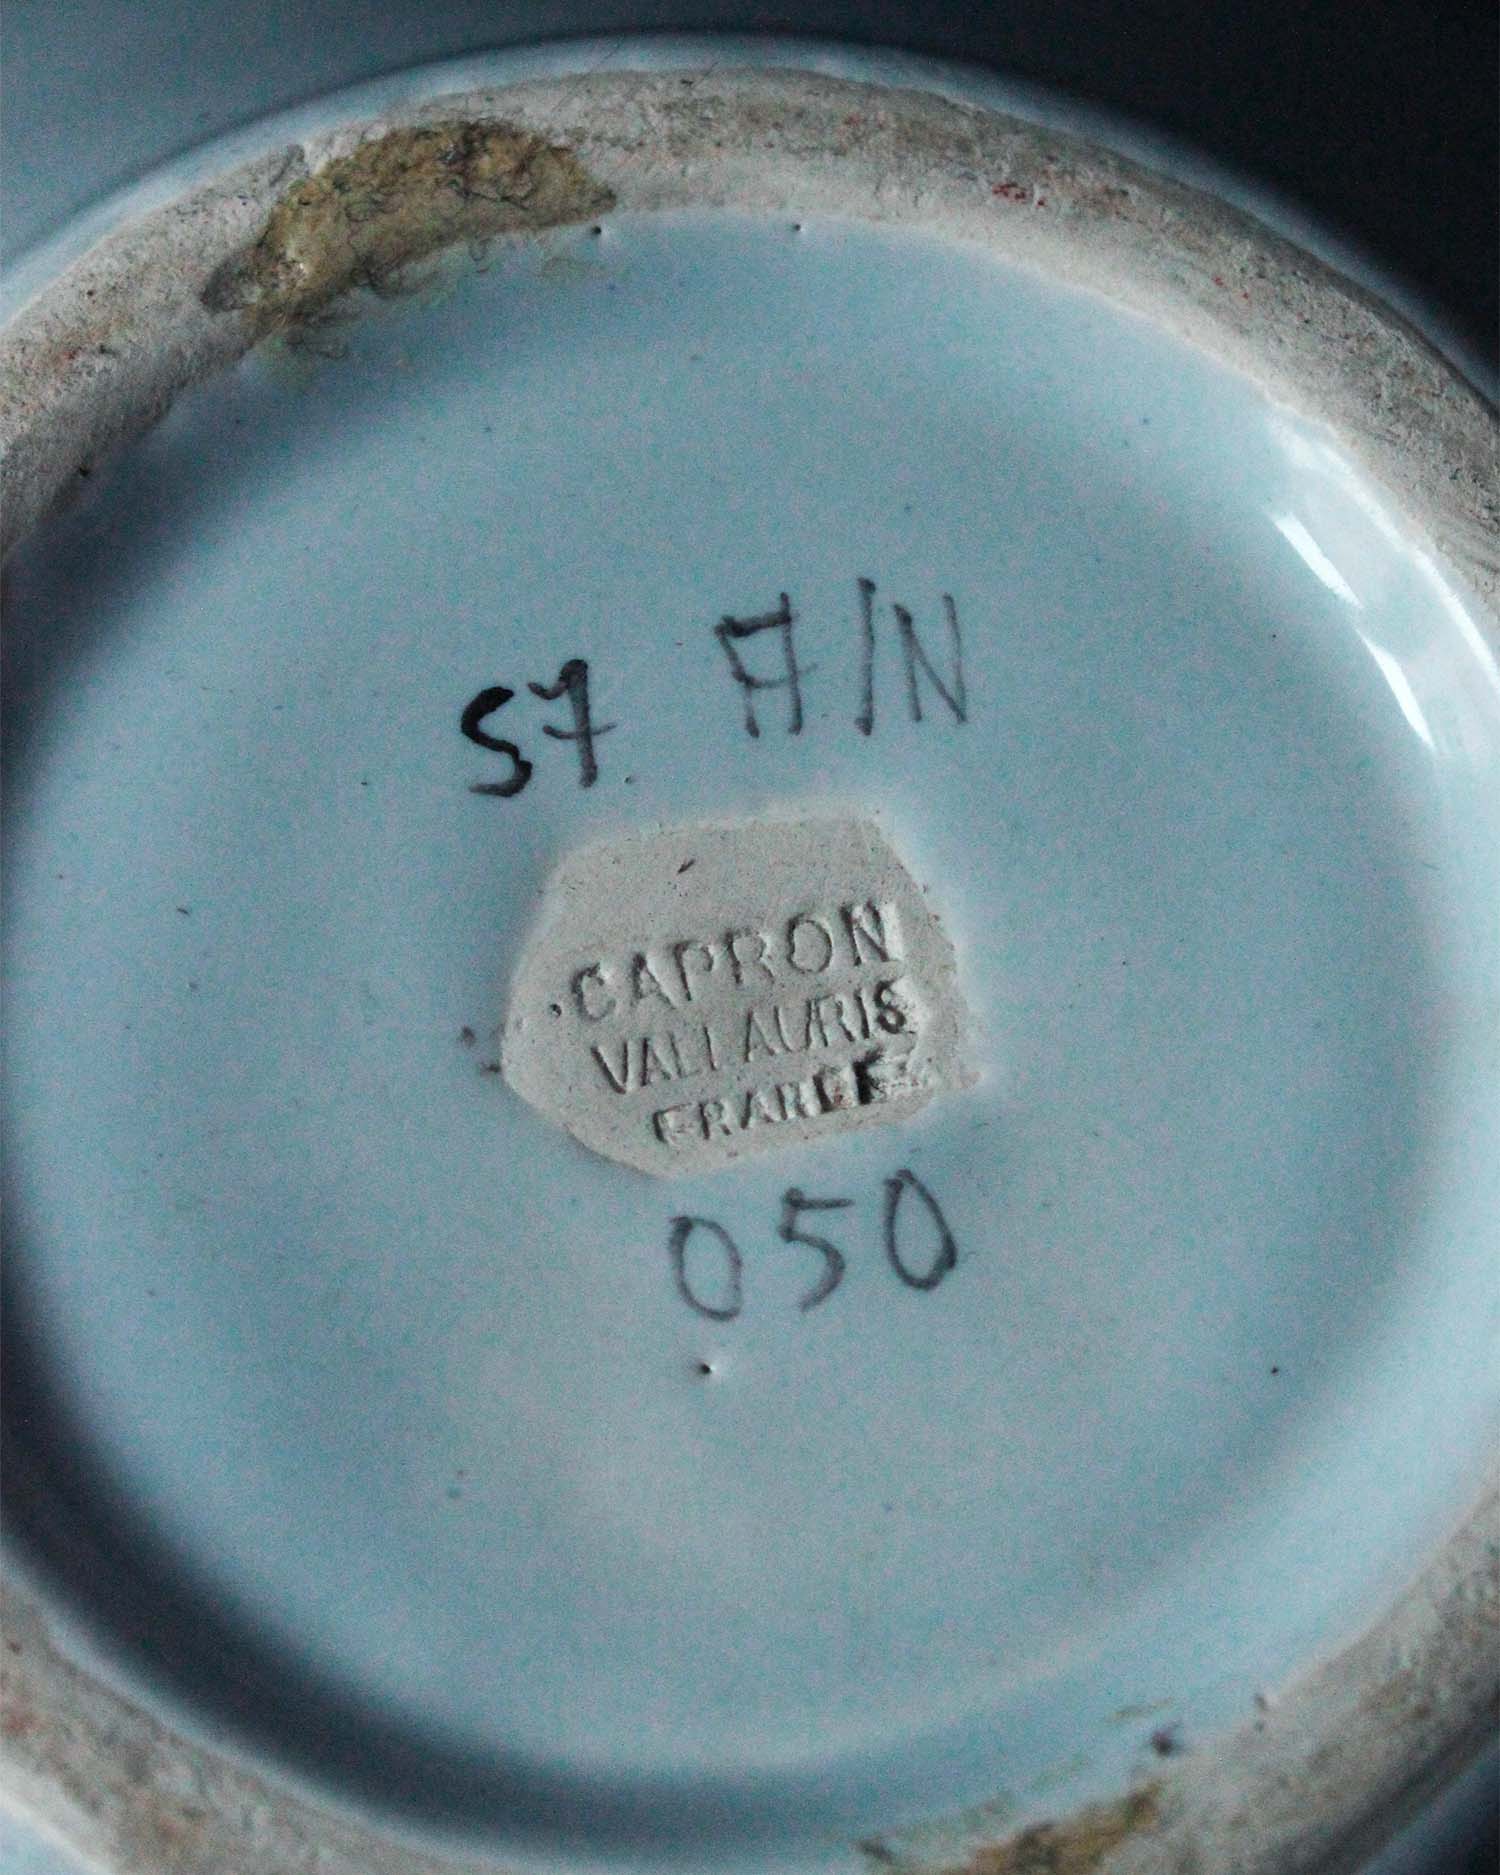 57 A/N
CAPRON
VALLAURIS
FRANCE
050